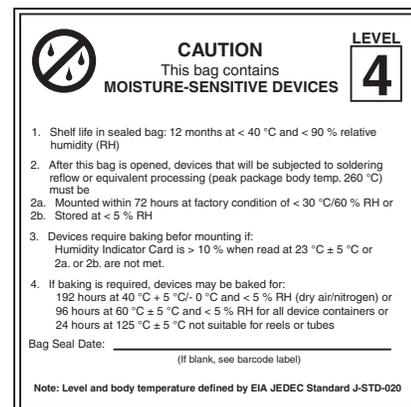 CAUTION
This bag contains
MOISTURE-SENSITIVE DEVICES
LEVEL
4
1. Shelf life in sealed bag: 12 months at < 40 °C and < 90 % relative
humidity (RH)
2. After this bag is opened, devices that will be subjected to soldering
reflow or equivalent processing (peak package body temp. 260 °C)
must be
2a. Mounted within 72 hours at factory condition of < 30 °C/60 % RH or
2b. Stored at < 5 % RH
3. Devices require baking befor mounting if:
Humidity Indicator Card is > 10 % when read at 23 °C ± 5 °C or
2a. or 2b. are not met.
4. If baking is required, devices may be baked for:
192 hours at 40 °C + 5 °C/- 0 °C and < 5 % RH (dry air/nitrogen) or
96 hours at 60 °C ± 5 °C and < 5 % RH for all device containers or
24 hours at 125 °C ± 5 °C not suitable for reels or tubes
Bag Seal Date:
(If blank, see barcode label)
Note: Level and body temperature defined by EIA JEDEC Standard J-STD-020